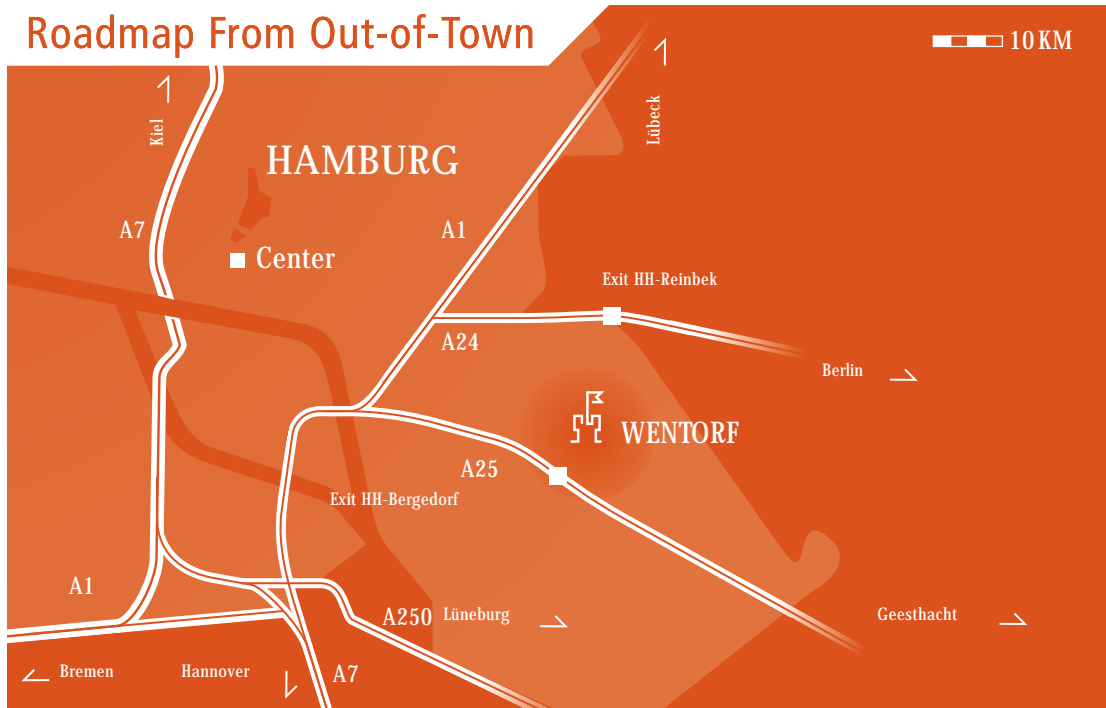 Roadmap From Out-of-Town
10 KM
Kiel
Lübeck
HAMBURG
A7
A1
Center
Exit HH-Reinbek
A24
Berlin
WENTORF
A25
Exit HH-Bergedorf
A1
A250
Lüneburg
Geesthacht
Bremen
Hannover
A7